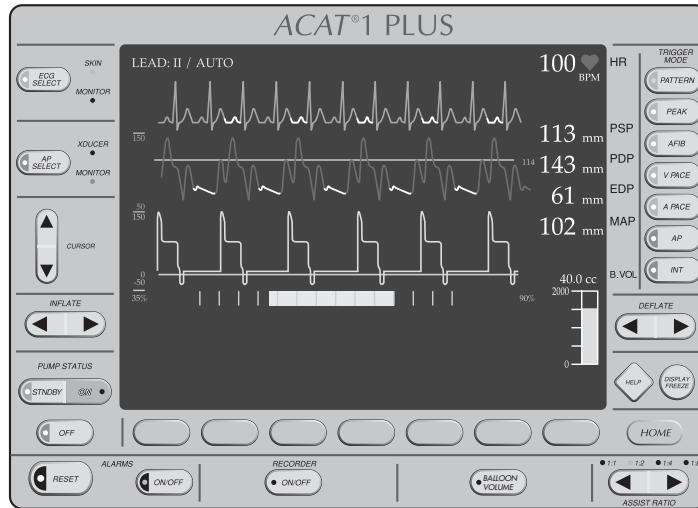 ACAT®1 PLUS
ECG SELECT
SKIN
MONITOR
AP SELECT
XDUCER
MONITOR
CURSOR
INFLATE
PUMP STATUS
STNDBY
ON
OFF
LEAD: II / AUTO
100
BPM
150
113 mm
114
143 mm
61 mm
50
150
102 mm
0
-50
35%
90%
40.0 cc
2000
0
HR
PSP
PDP
EDP
MAP
B.VOL
TRIGGER
MODE
PATTERN
PEAK
AFIB
V PACE
A PACE
AP
INT
DEFLATE
HELP
DISPLAY
FREEZE
HOME
RESET
ALARMS
ON/OFF
RECORDER
ON/OFF
BALLOON
VOLUME
1:1 1:2 1:4
ASSIST RATIO